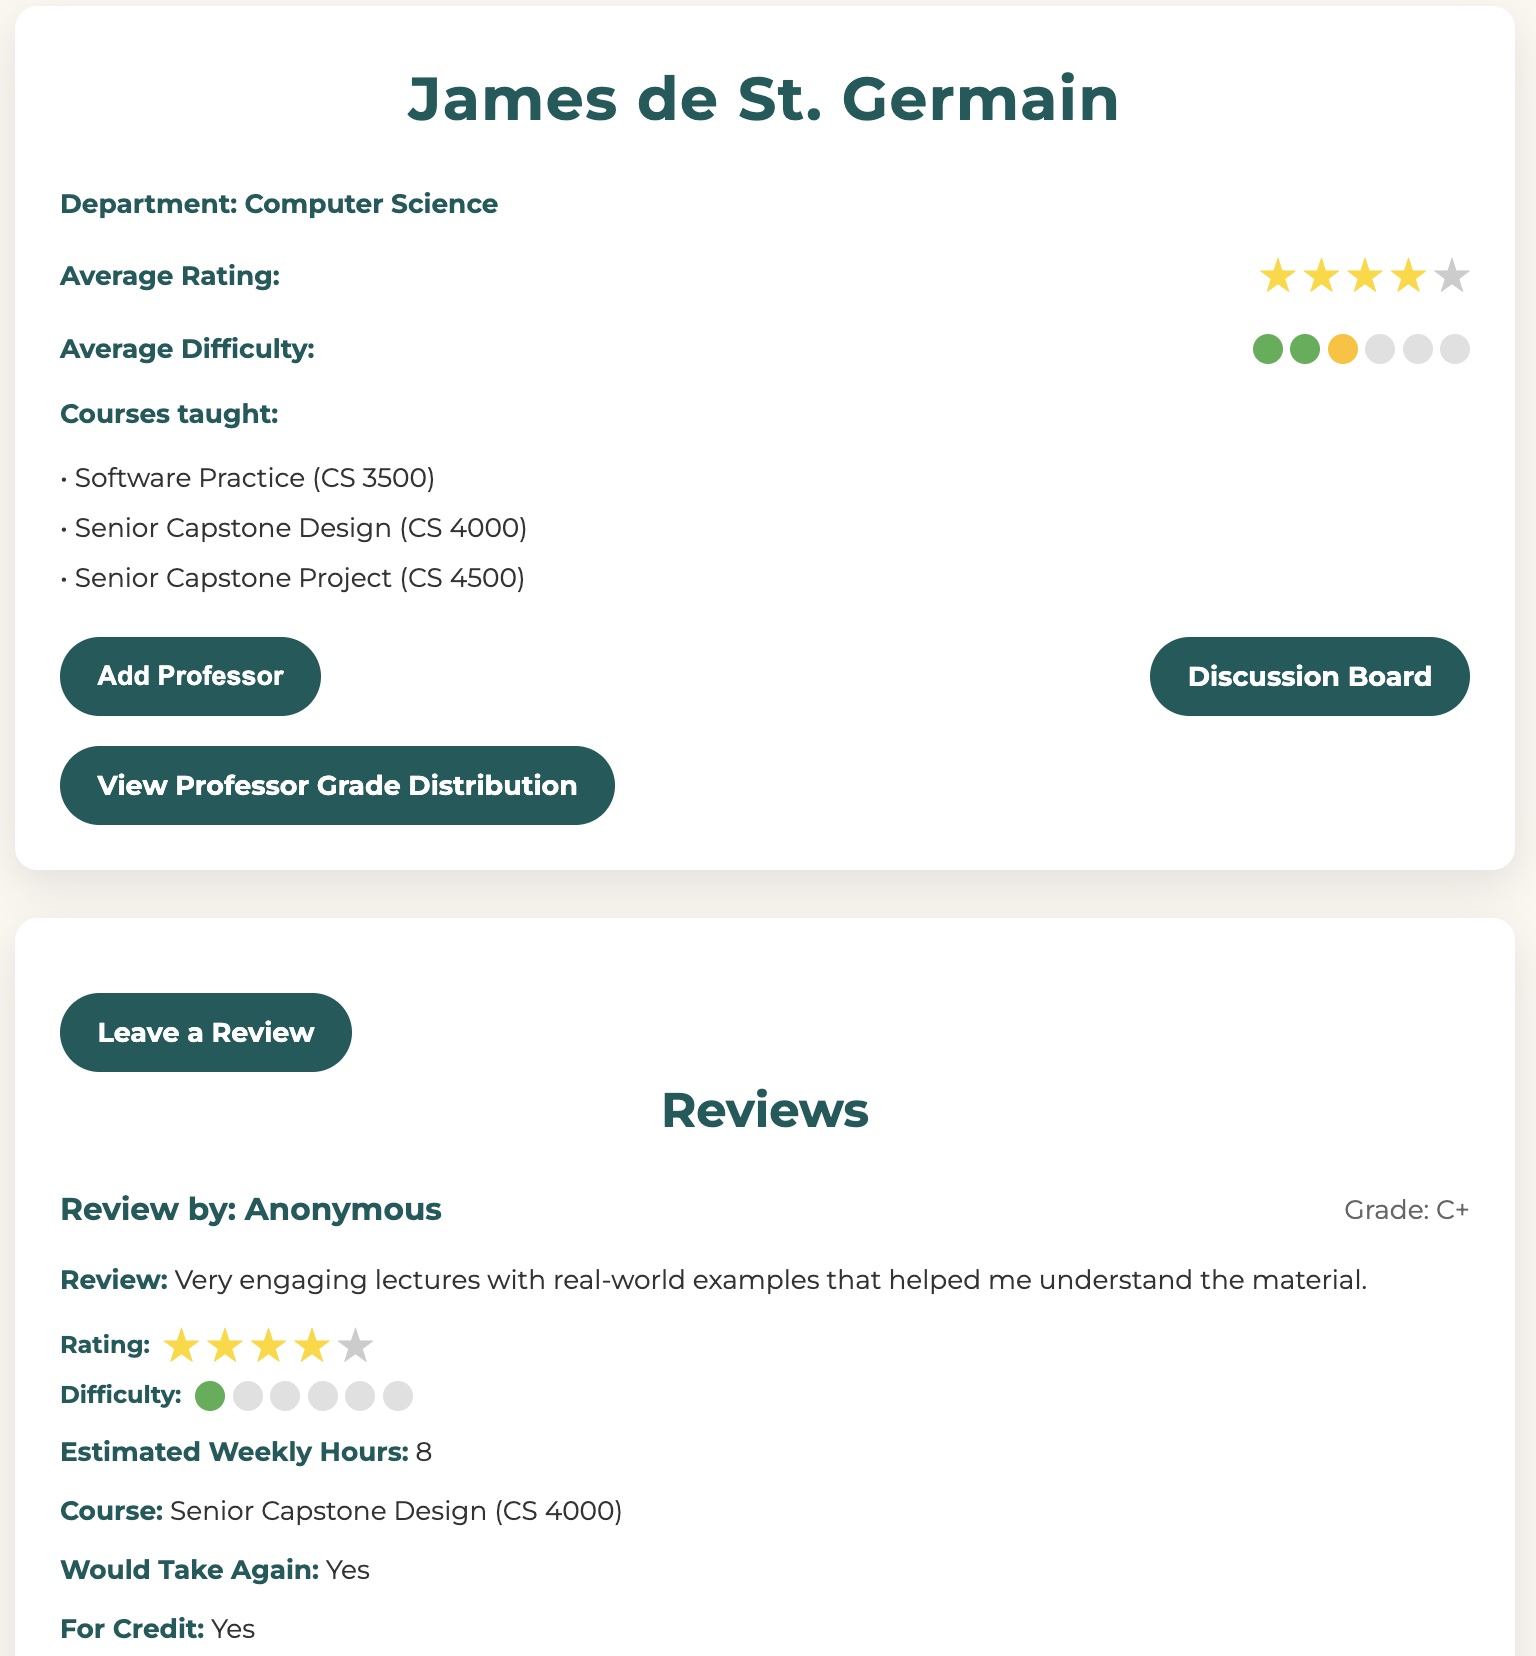 James de St. Germain
Department: Computer Science
Average Rating:
Average Difficulty:
Courses taught:
• Software Practice (CS 3500)
• Senior Capstone Design (CS 4000)
• Senior Capstone Project (CS 4500)
Add Professor
Discussion Board
View Professor Grade Distribution
Leave a Review
Reviews
Review by: Anonymous
Grade: C+
Review: Very engaging lectures with real-world examples that helped me understand the material.
Rating:
Difficulty:
Estimated Weekly Hours: 8
Course: Senior Capstone Design (CS 4000)
Would Take Again: Yes
For Credit: Yes